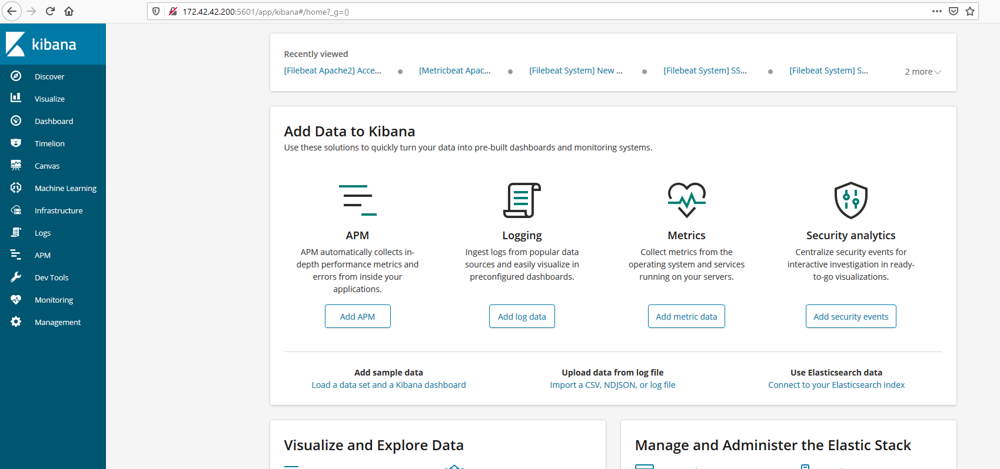 172.42.42.200:5601/app/kibana#/home?_g=()
kibana
Discover
Visualize
Dashboard
Timelion
Canvas
Machine Learning
Infrastructure
Logs
APM
Dev Tools
Monitoring
Management
Recently viewed
[Filebeat Apache2] Acce...
[Metricbeat Apac...
[Filebeat System] New ...
[Filebeat System] SS...
[Filebeat System] S...
2 more
Add Data to Kibana
Use these solutions to quickly turn your data into pre-built dashboards and monitoring systems.
APM
APM automatically collects in-
depth performance metrics and
errors from inside your
applications.
Add APM
Logging
Ingest logs from popular data
sources and easily visualize in
preconfigured dashboards.
Add log data
Metrics
Collect metrics from the
operating system and services
running on your servers.
Add metric data
Security analytics
Centralize security events for
interactive investigation in ready-
to-go visualizations.
Add security events
Add sample data
Load a data set and a Kibana dashboard
Upload data from log file
Import a CSV, NDJSON, or log file
Use Elasticsearch data
Connect to your Elasticsearch index
Visualize and Explore Data
Manage and Administer the Elastic Stack